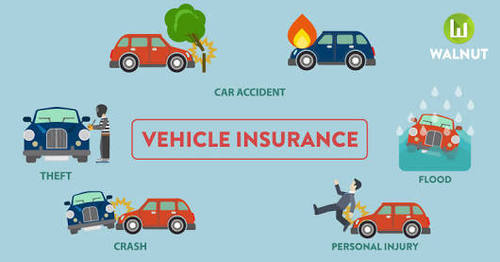 WALNUT
CAR ACCIDENT
VEHICLE INSURANCE
THEFT
FLOOD
CRASH
PERSONAL INJURY